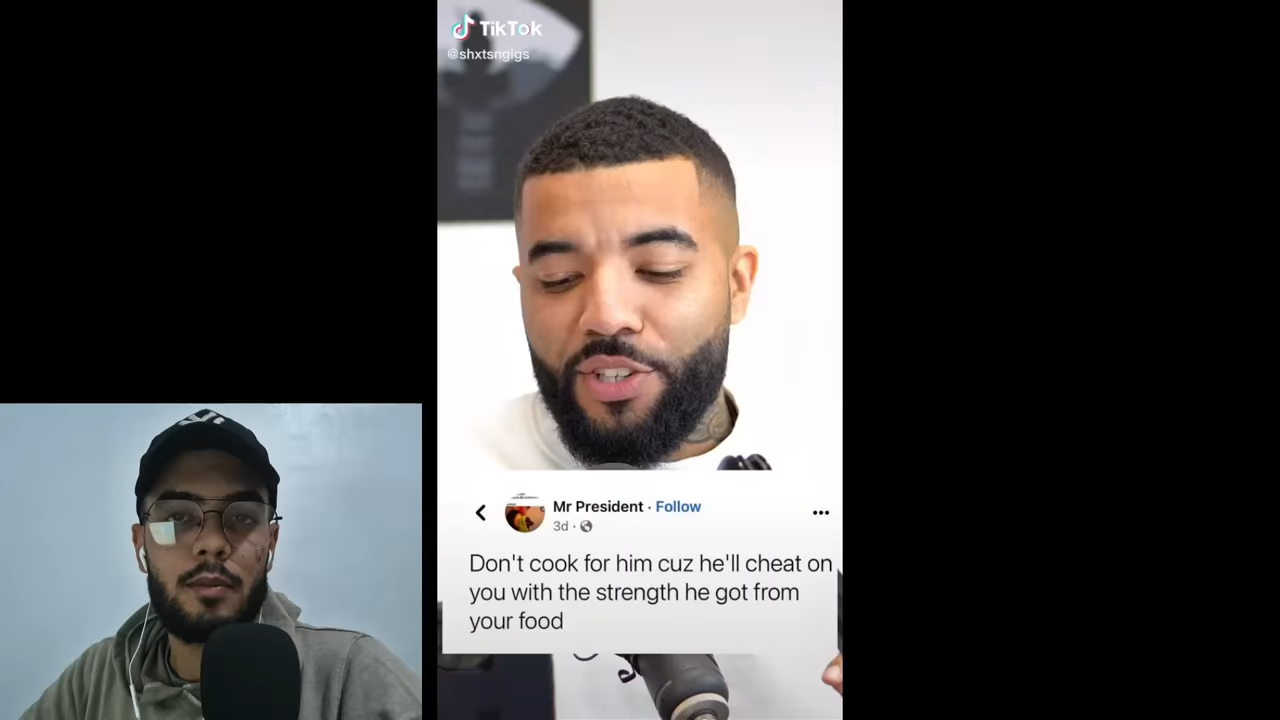 TikTok
@shxtsngigs
Mr President · Follow
3d ·
Don't cook for him cuz he'll cheat on
you with the strength he got from
your food